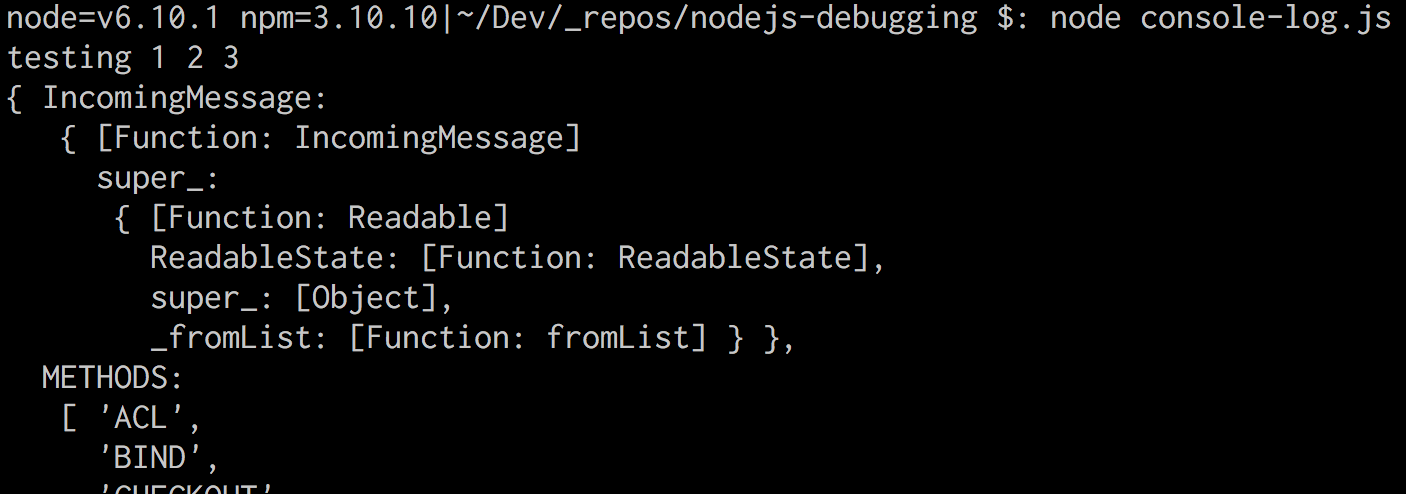 node=v6.10.1 npm=3.10.10|~/Dev/_repos/nodejs-debugging $: node console-log.js
testing 1 2 3
{ IncomingMessage:
   { [Function: IncomingMessage]
     super_:
      { [Function: Readable]
        ReadableState: [Function: ReadableState],
        super_: [Object],
        _fromList: [Function: fromList] } },
  METHODS:
   [ 'ACL',
     'BIND',
     'CHECKOUT'